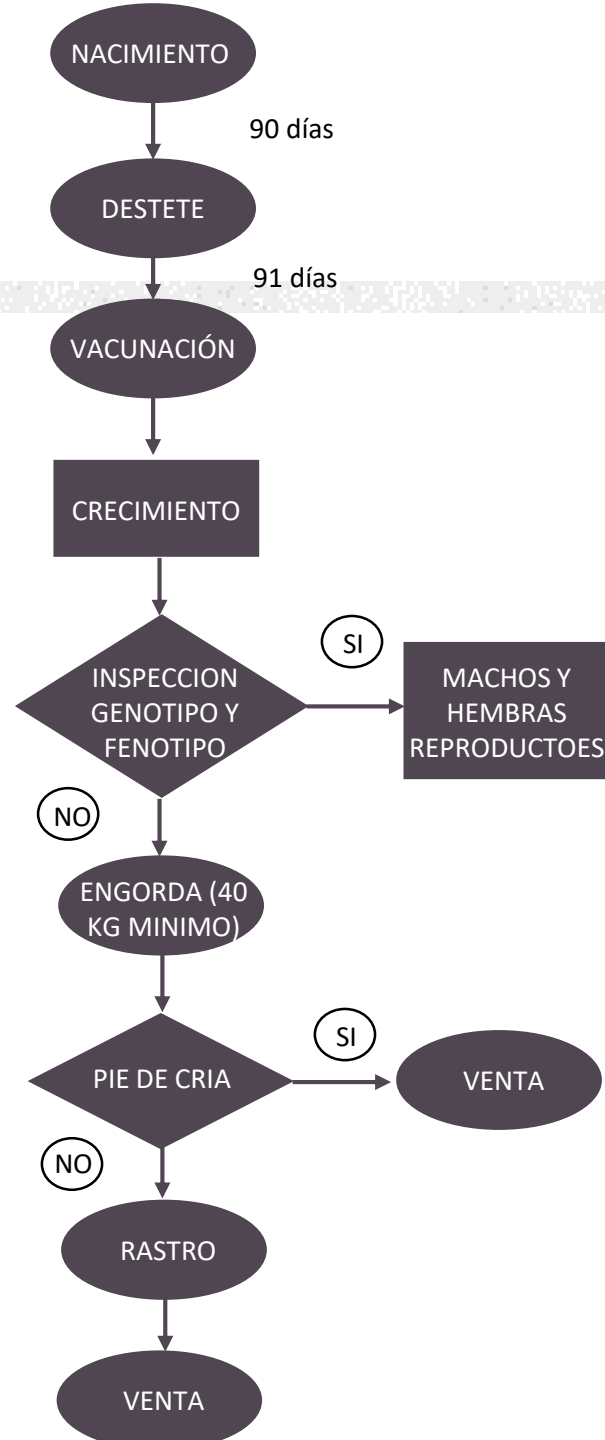 NACIMIENTO
90 días
DESTETE
91 días
VACUNACIÓN
CRECIMIENTO
INSPECCION
GENOTIPO Y
FENOTIPO
SI
MACHOS Y
HEMBRAS
REPRODUCTOES
NO
ENGORDA (40
KG MINIMO)
PIE DE CRIA
SI
VENTA
NO
RASTRO
VENTA